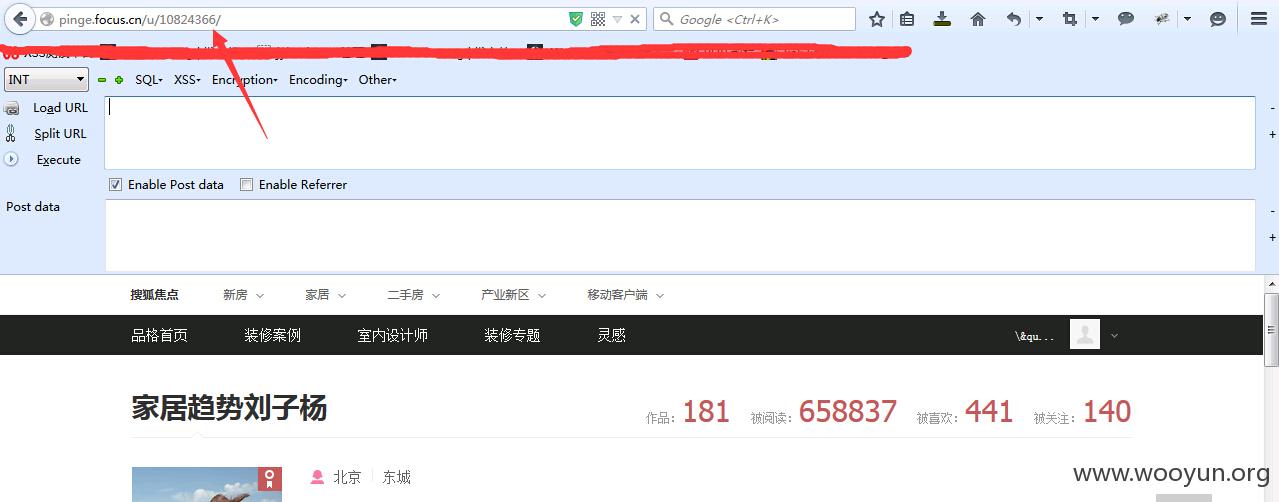 pinge.focus.cn/u/10824366/
Google <Ctrl+K>
INT SQL XSS Encryption Encoding Other
Load URL
Split URL
Execute
Enable Post data Enable Referrer
Post data
搜狐焦点 新房 家居 二手房 产业新区 移动客户端
品格首页 装修案例 室内设计师 装修专题 灵感 \&qu...
家居趋势刘子杨 作品：181 被阅读：658837 被喜欢：441 被关注：140
北京 东城
www.wooyun.org